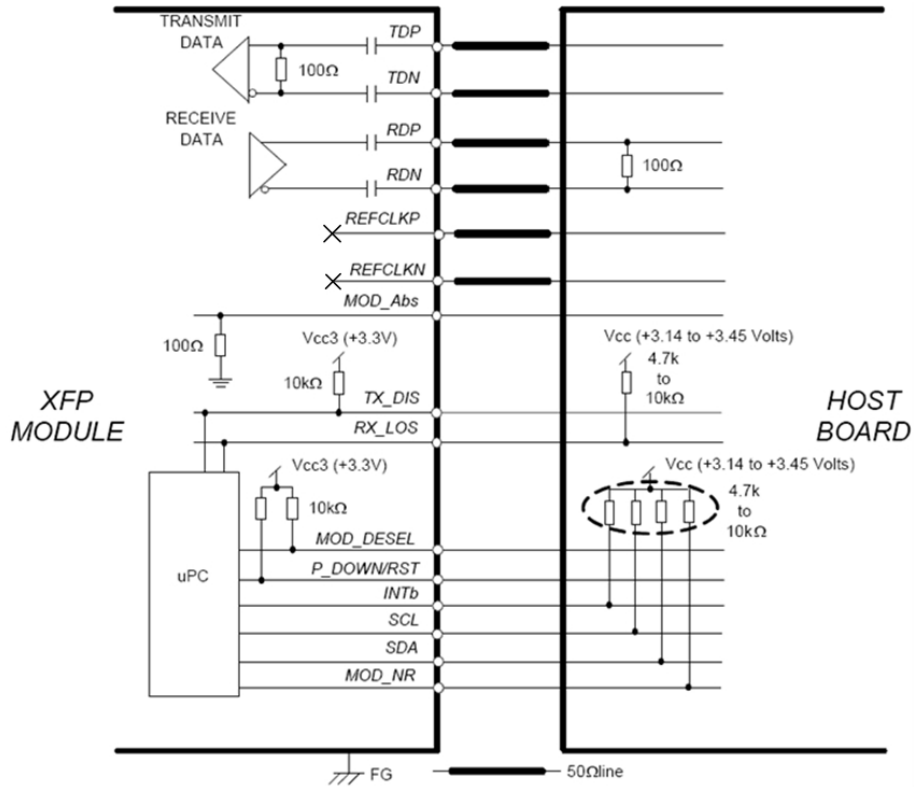 TRANSMIT
DATA
TDP
100Ω
TDN
RECEIVE
DATA
RDP
100Ω
RDN
REFCLKP
REFCLKN
MOD_Abs
100Ω
Vcc3 (+3.3V)
10kΩ
Vcc (+3.14 to +3.45 Volts)
4.7k
to
10kΩ
XFP
MODULE
TX_DIS
RX_LOS
HOST
BOARD
Vcc3 (+3.3V)
10kΩ
Vcc (+3.14 to +3.45 Volts)
4.7k
to
10kΩ
MOD_DESEL
uPC
P_DOWN/RST
INTb
SCL
SDA
MOD_NR
FG
50Ωline